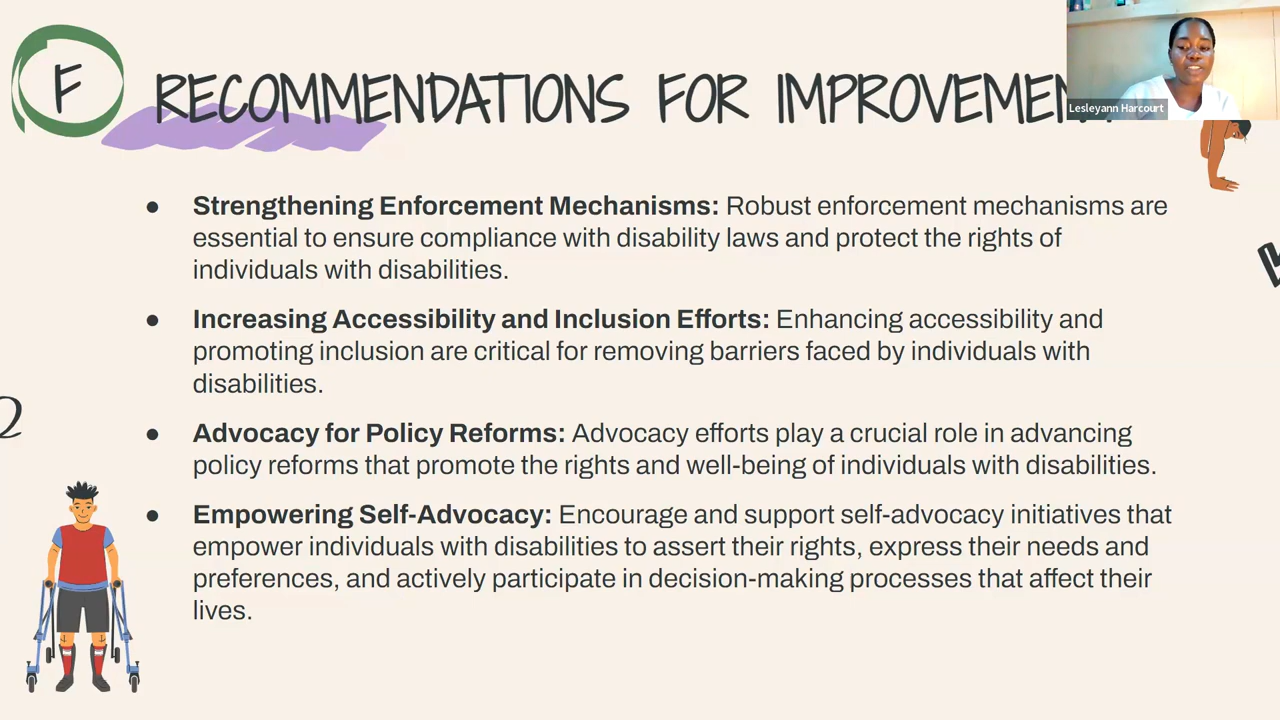 F
RECOMMENDATIONS FOR IMPROVEMEN
Lesleyann Harcourt
● Strengthening Enforcement Mechanisms: Robust enforcement mechanisms are
essential to ensure compliance with disability laws and protect the rights of
individuals with disabilities.
● Increasing Accessibility and Inclusion Efforts: Enhancing accessibility and
promoting inclusion are critical for removing barriers faced by individuals with
disabilities.
● Advocacy for Policy Reforms: Advocacy efforts play a crucial role in advancing
policy reforms that promote the rights and well-being of individuals with disabilities.
● Empowering Self-Advocacy: Encourage and support self-advocacy initiatives that
empower individuals with disabilities to assert their rights, express their needs and
preferences, and actively participate in decision-making processes that affect their
lives.